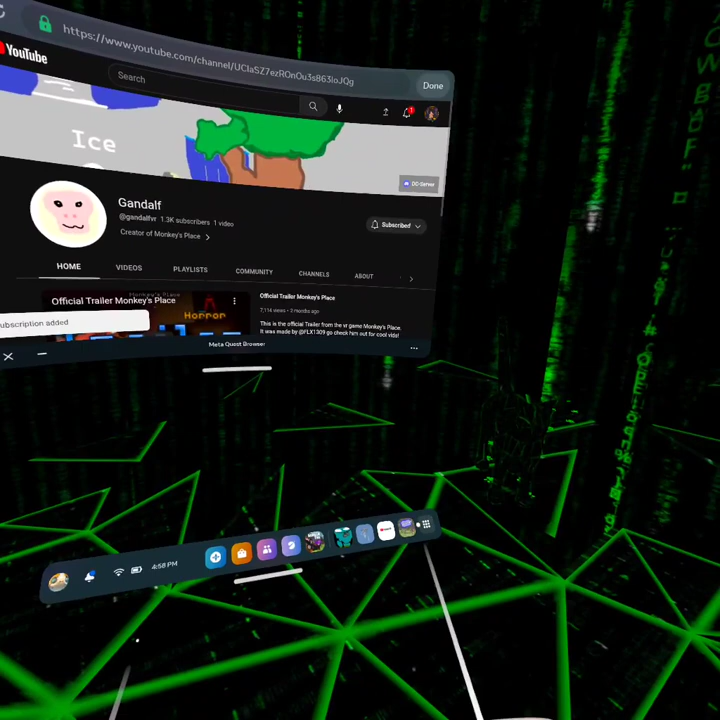 https://www.youtube.com/channel/UClaSZ7ezROnOu3s863loJQg
Done
YouTube
Search
Ice
DC-Server
Gandalf
@gandalfvr 1.3K subscribers 1 video
Subscribed
Creator of Monkey's Place
HOME
VIDEOS
PLAYLISTS
COMMUNITY
CHANNELS
ABOUT
Official Trailer Monkey's Place
Horror
Official Trailer Monkey's Place
7,114 views • 3 months ago
This is the official Trailer from the vr game Monkey's Place.
It was made by @FLX1309 go check him out for cool vids!
ubscription added
Meta Quest Browser
4:58 PM